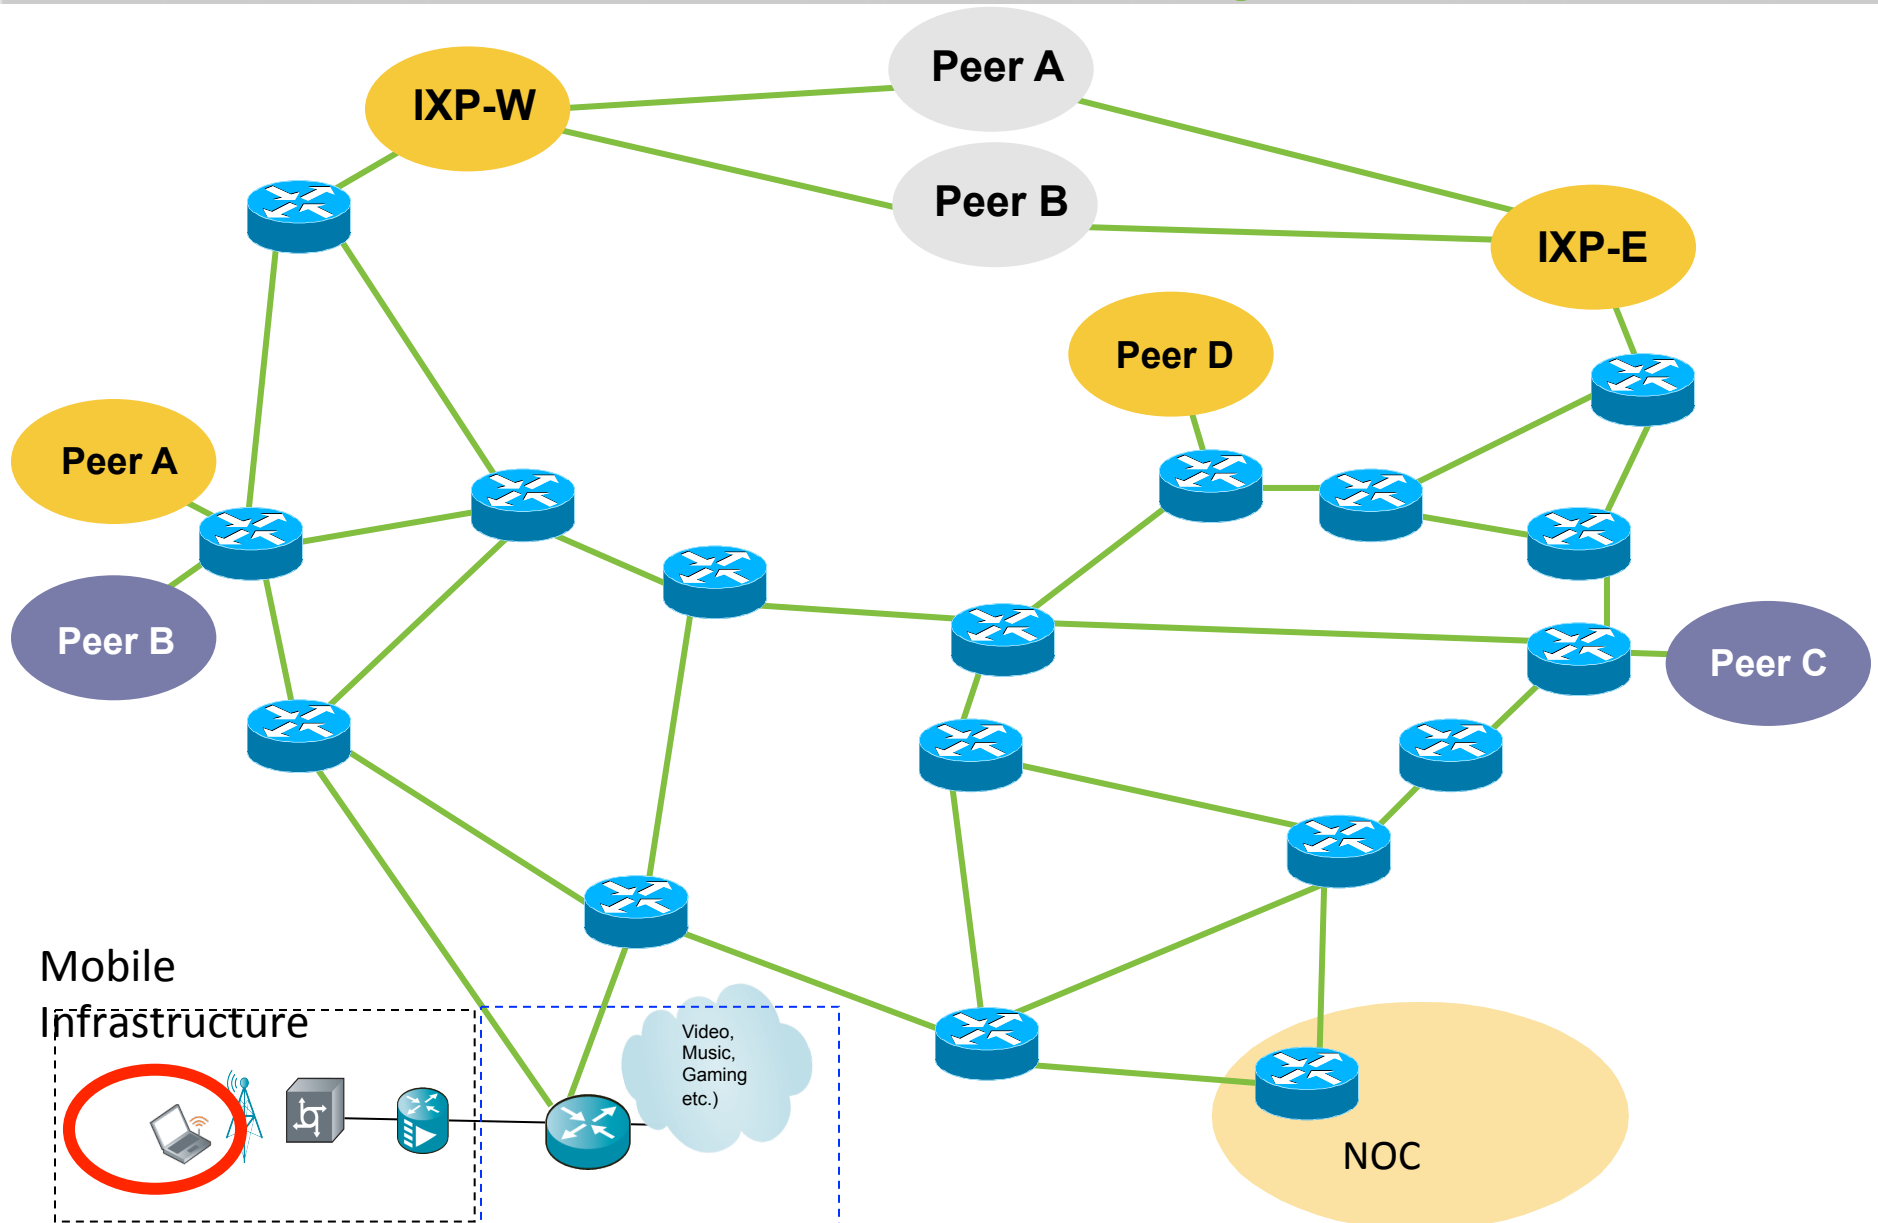 Peer A
IXP-W
Peer B
IXP-E
Peer D
Peer A
Peer B
Peer C
Mobile
Infrastructure
Video,
Music,
Gaming
etc.)
NOC